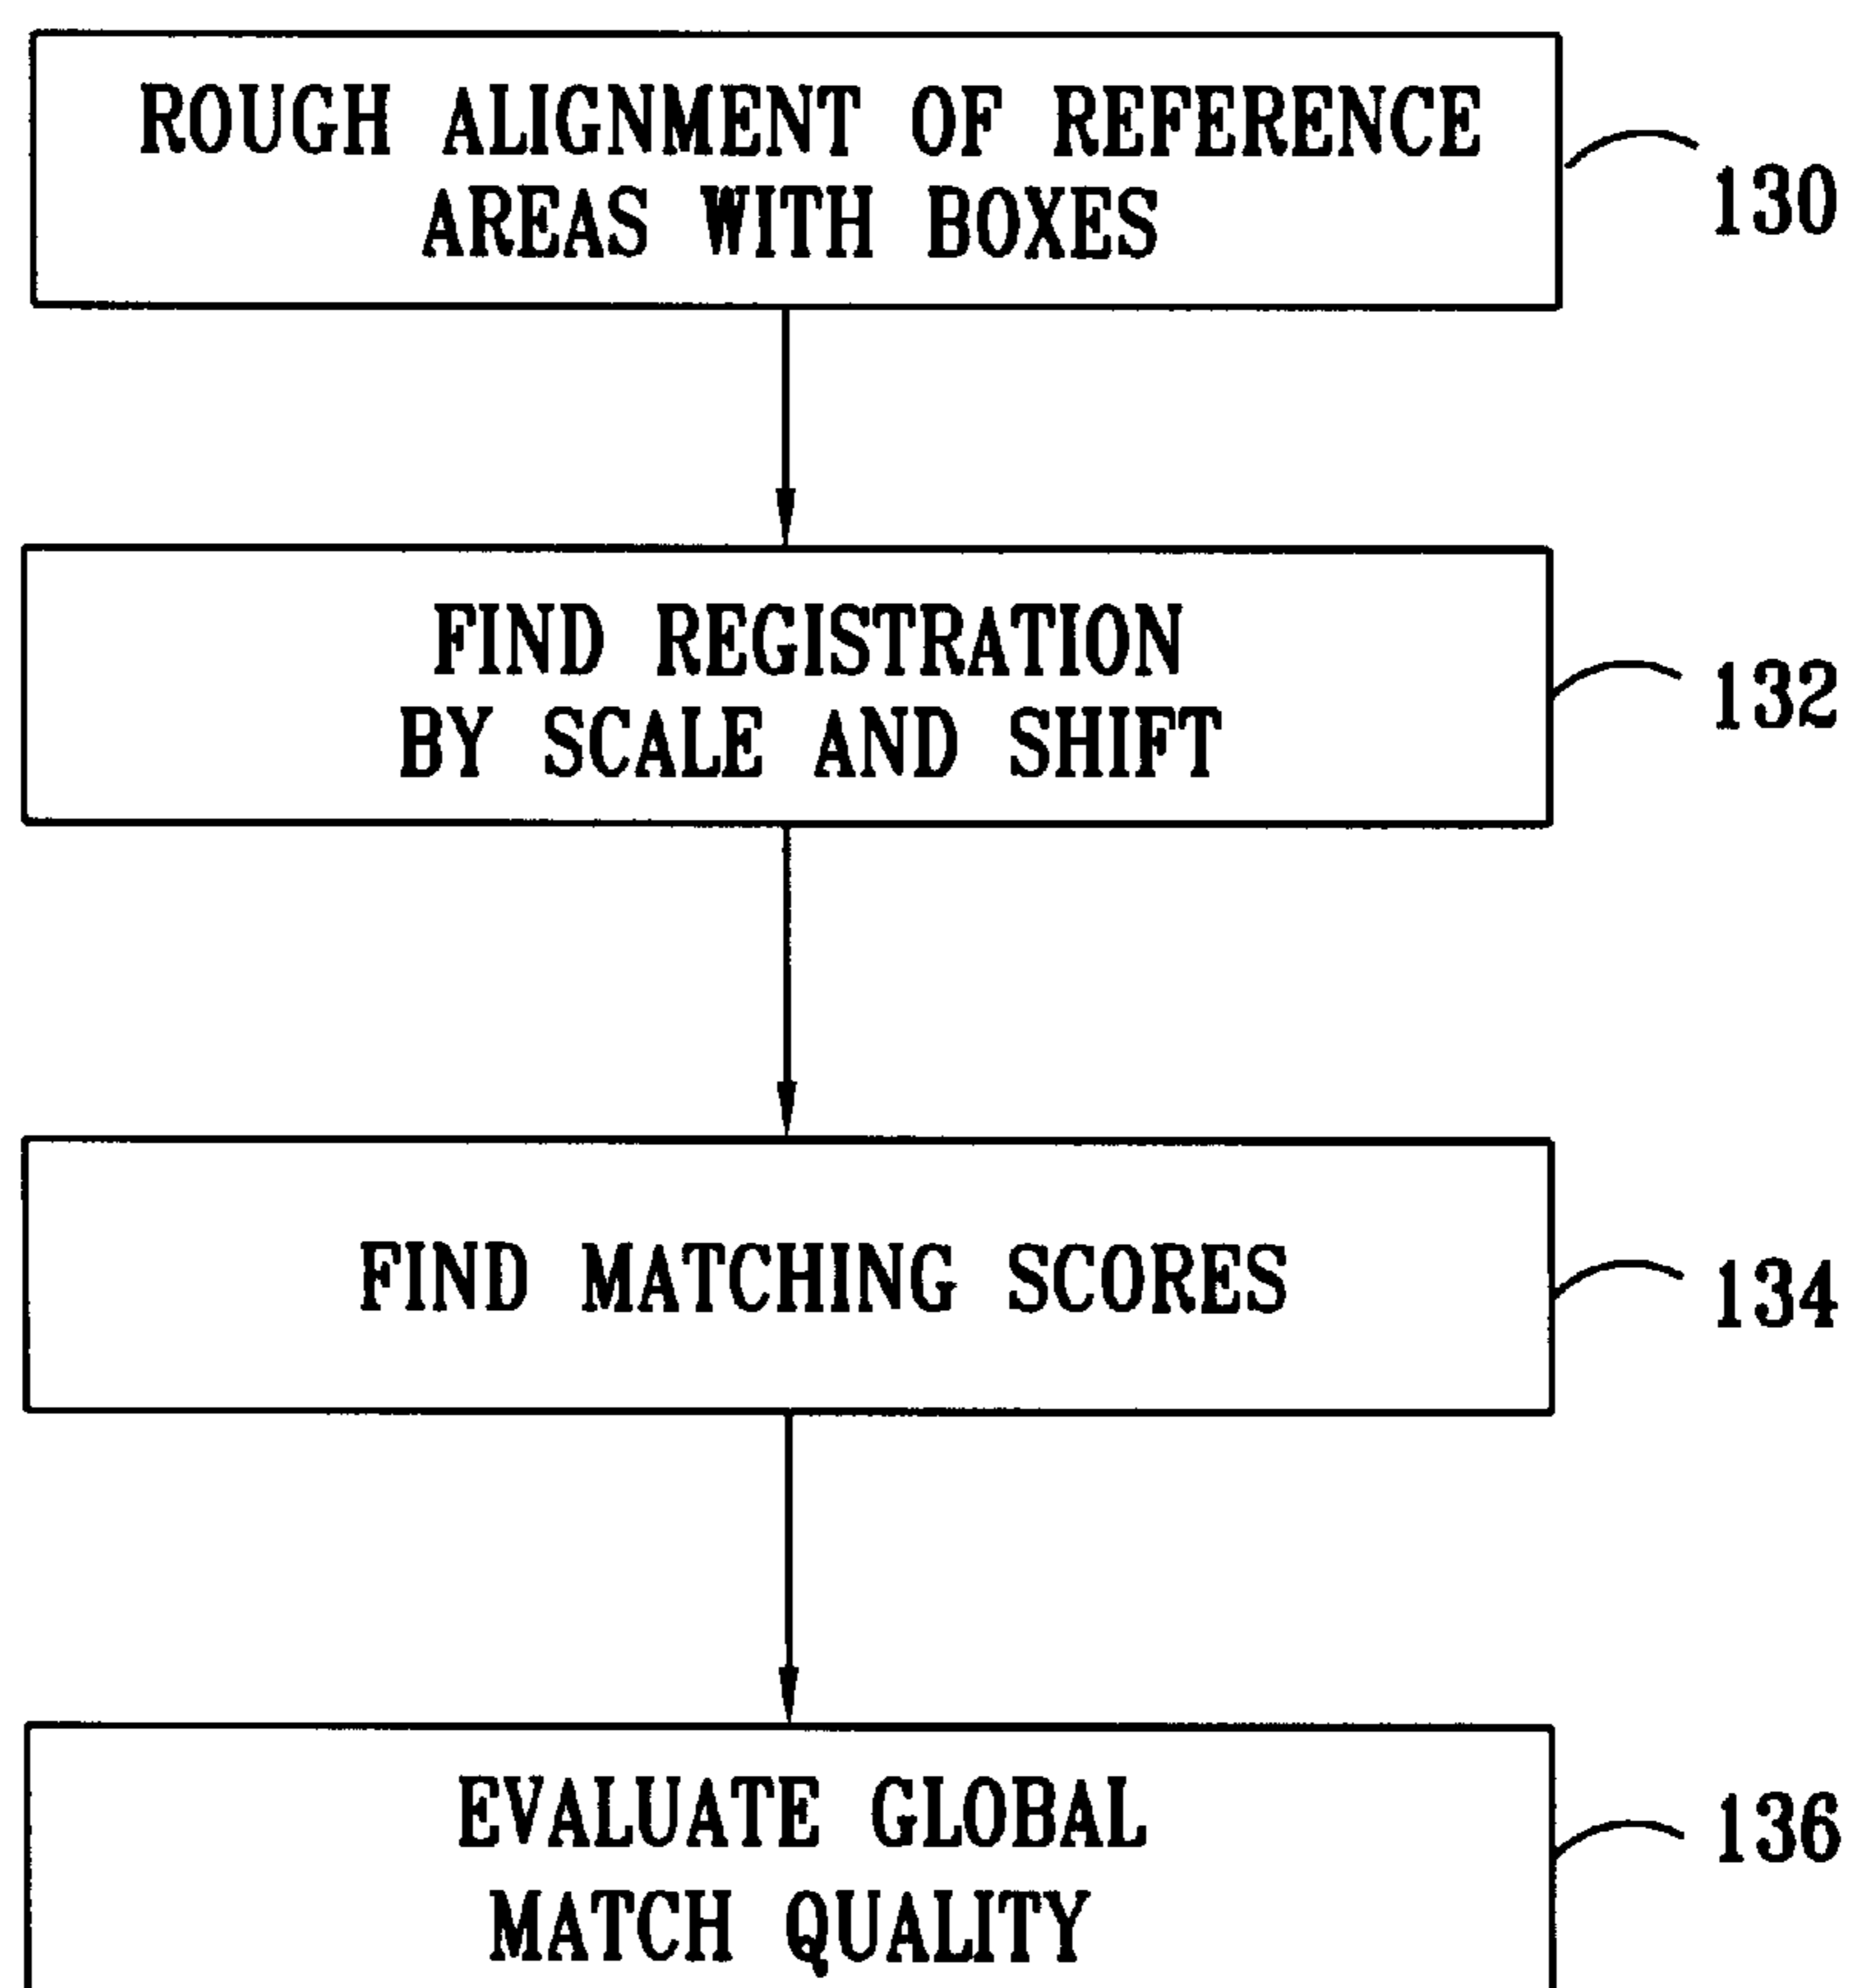 ROUGH ALIGNMENT OF REFERENCE
AREAS WITH BOXES
130
FIND REGISTRATION
BY SCALE AND SHIFT
132
FIND MATCHING SCORES
134
EVALUATE GLOBAL
MATCH QUALITY
136